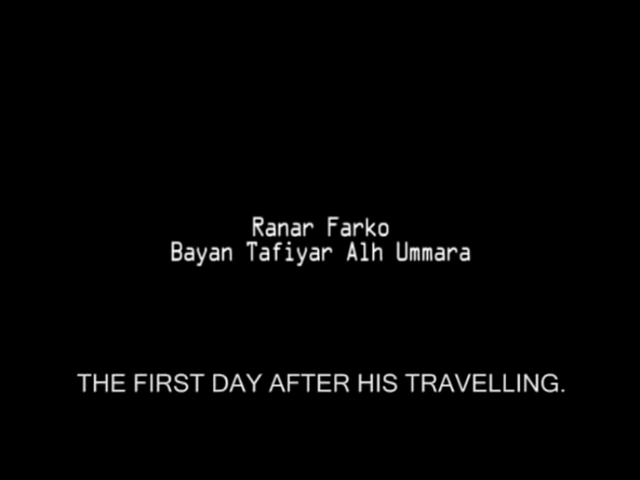 Ranar Farko
Bayan Tafiyar Alh Ummara
THE FIRST DAY AFTER HIS TRAVELLING.